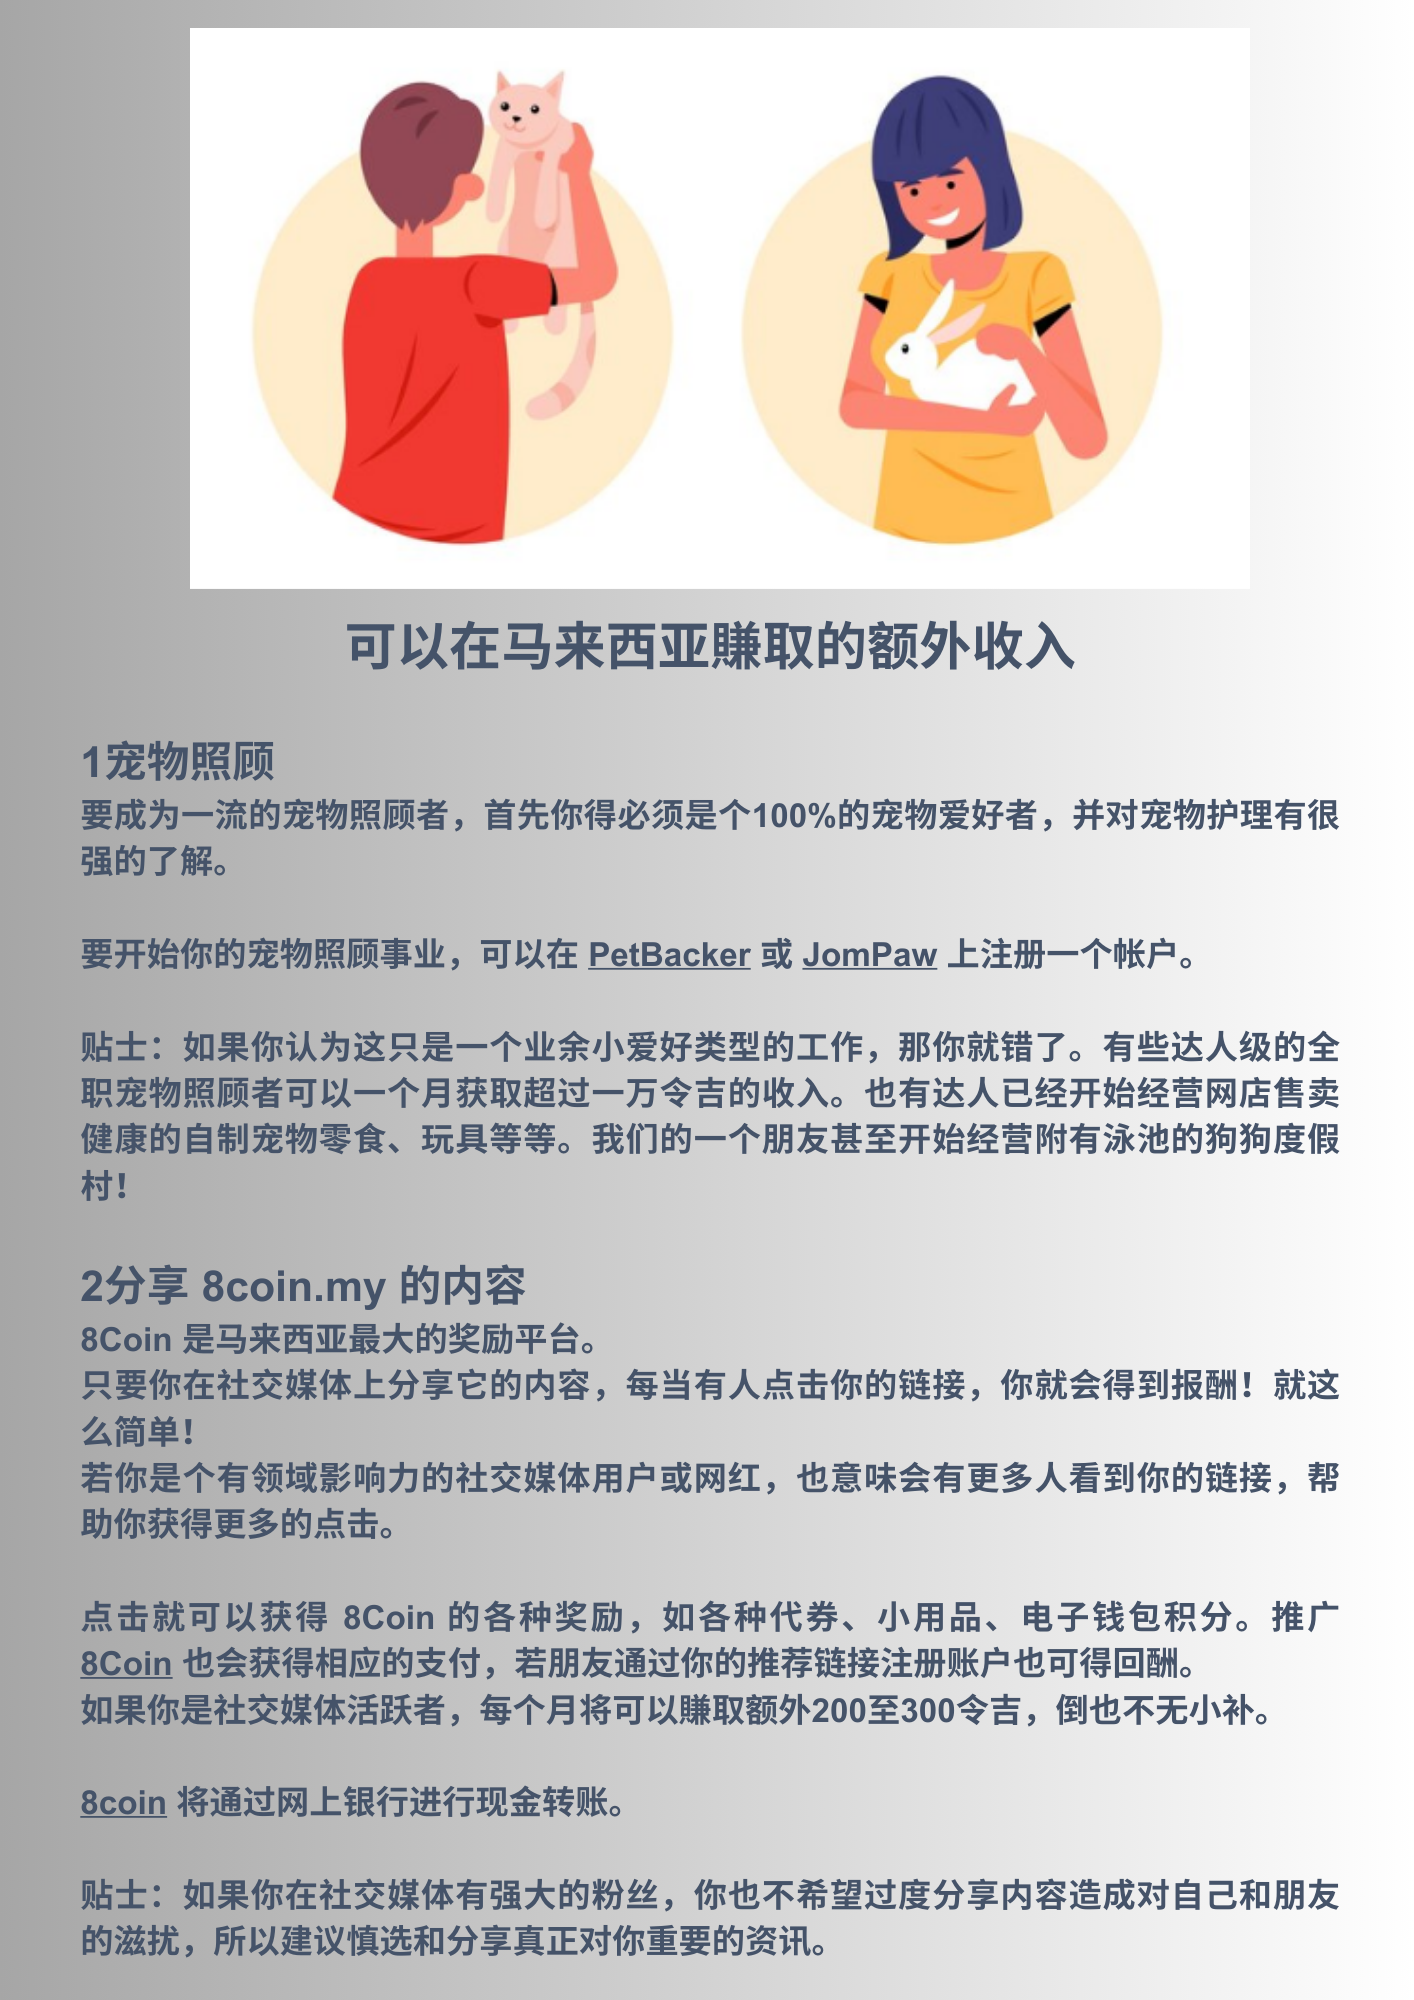 可以在马来西亚賺取的额外收入
1宠物照顾
要成为一流的宠物照顾者，首先你得必须是个100%的宠物爱好者，并对宠物护理有很
强的了解。
要开始你的宠物照顾事业，可以在 PetBacker 或 JomPaw 上注册一个帐户。
贴士：如果你认为这只是一个业余小爱好类型的工作，那你就错了。有些达人级的全
职宠物照顾者可以一个月获取超过一万令吉的收入。也有达人已经开始经营网店售卖
健康的自制宠物零食、玩具等等。我们的一个朋友甚至开始经营附有泳池的狗狗度假
村！
2分享 8coin.my 的内容
8Coin 是马来西亚最大的奖励平台。
只要你在社交媒体上分享它的内容，每当有人点击你的链接，你就会得到报酬！就这
么简单！
若你是个有领域影响力的社交媒体用户或网红，也意味会有更多人看到你的链接，帮
助你获得更多的点击。
点击就可以获得 8Coin 的各种奖励，如各种代券、小用品、电子钱包积分。推广
8Coin 也会获得相应的支付，若朋友通过你的推荐链接注册账户也可得回酬。
如果你是社交媒体活跃者，每个月将可以賺取额外200至300令吉，倒也不无小补。
8coin 将通过网上银行进行现金转账。
贴士：如果你在社交媒体有强大的粉丝，你也不希望过度分享内容造成对自己和朋友
的滋扰，所以建议慎选和分享真正对你重要的资讯。